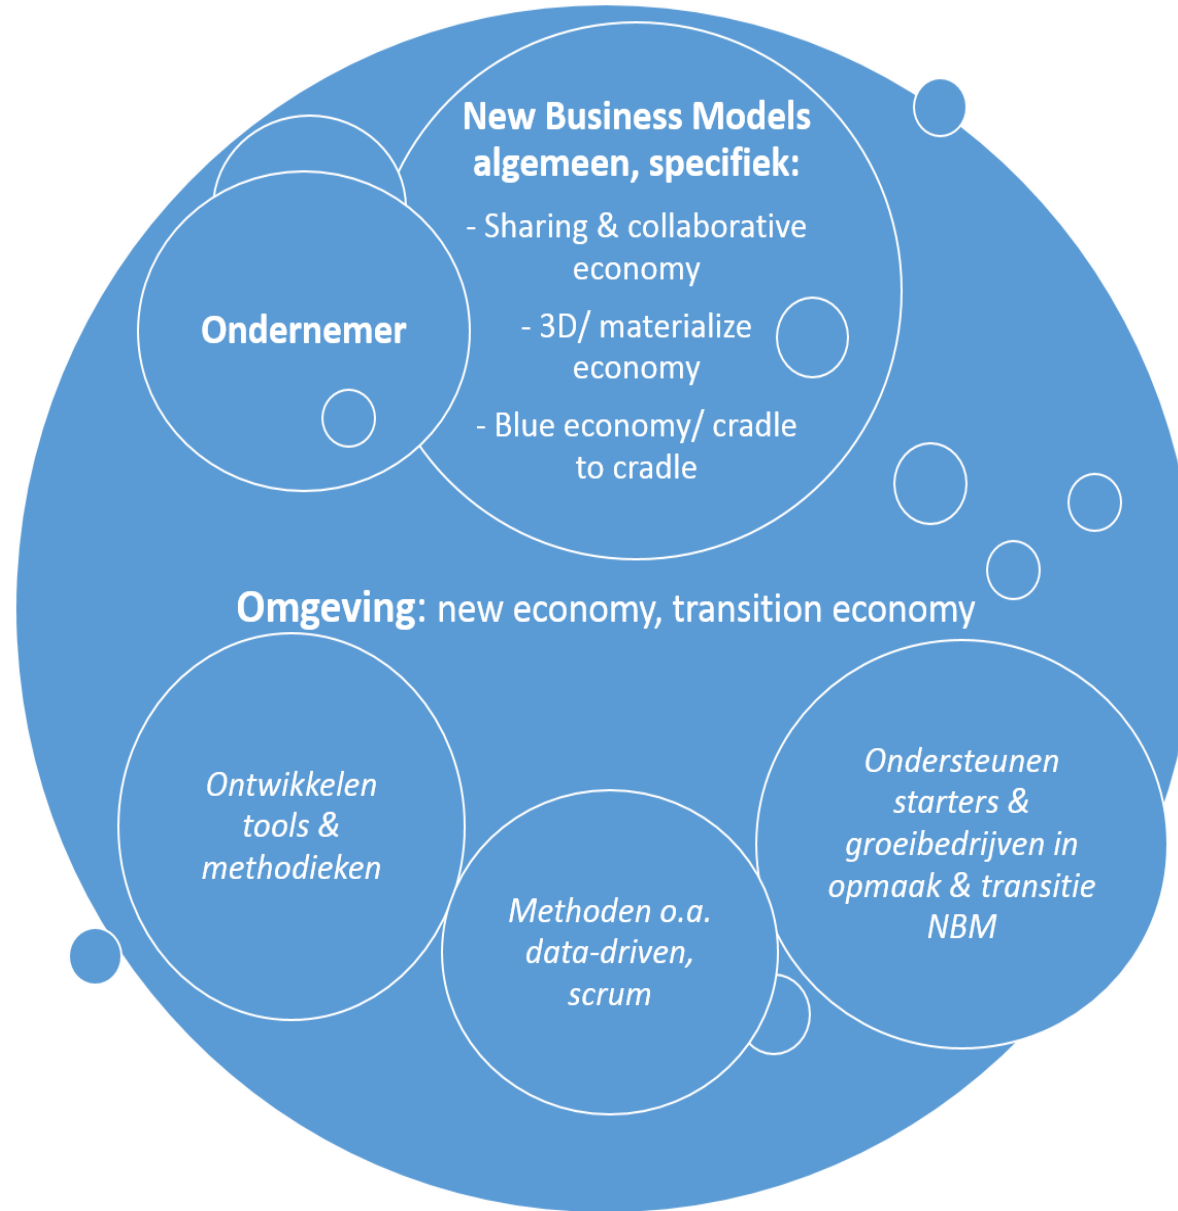 New Business Models
algemeen, specifiek:
- Sharing & collaborative
economy
- 3D/ materialize
economy
- Blue economy/ cradle
to cradle
Ondernemer
Omgeving: new economy, transition economy
Ontwikkelen
tools &
methodieken
Methoden o.a.
data-driven,
scrum
Ondersteunen
starters &
groeibedrijven in
opmaak & transitie
NBM